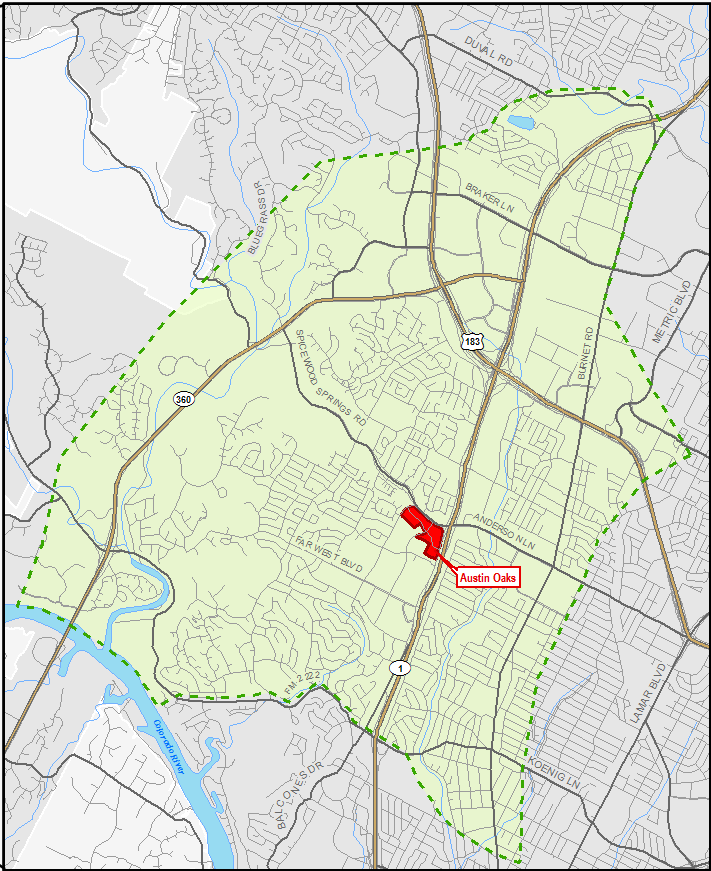 DUVAL RD
BRAKER LN
BLUEGRASS DR
METRIC BLVD
183
BURNET RD
SPICEWOOD SPRINGS RD
360
ANDERSON LN
FAR WEST BLVD
Austin Oaks
1
FM 2222
LAMAR BLVD
Colorado River
KOENIG LN
BALCONES DR